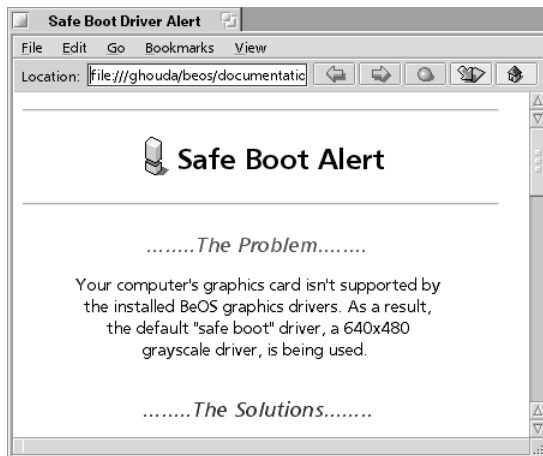 Safe Boot Driver Alert
File Edit Go Bookmarks View
Location: file:///ghouda/beos/documentatic
Safe Boot Alert
........The Problem........
Your computer's graphics card isn't supported by
the installed BeOS graphics drivers. As a result,
the default "safe boot" driver, a 640x480
grayscale driver, is being used.
........The Solutions........